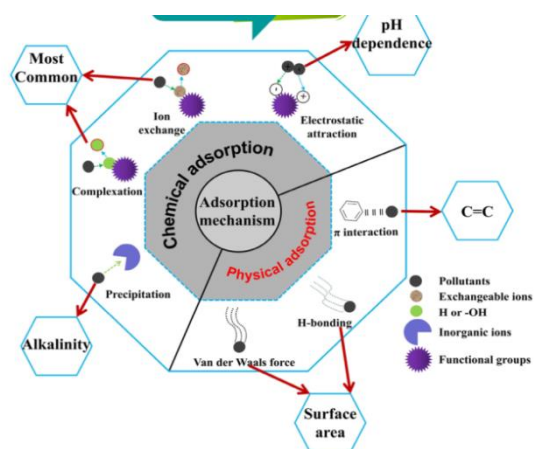 pH
dependence
Most
Common
Ion
exchange
Electrostatic
attraction
Complexation
Chemical adsorption
Adsorption
mechanism
Physical adsorption
π interaction
C=C
Precipitation
H-bonding
Van der Waals force
Alkalinity
Surface
area
Pollutants
Exchangeable ions
H or -OH
Inorganic ions
Functional groups